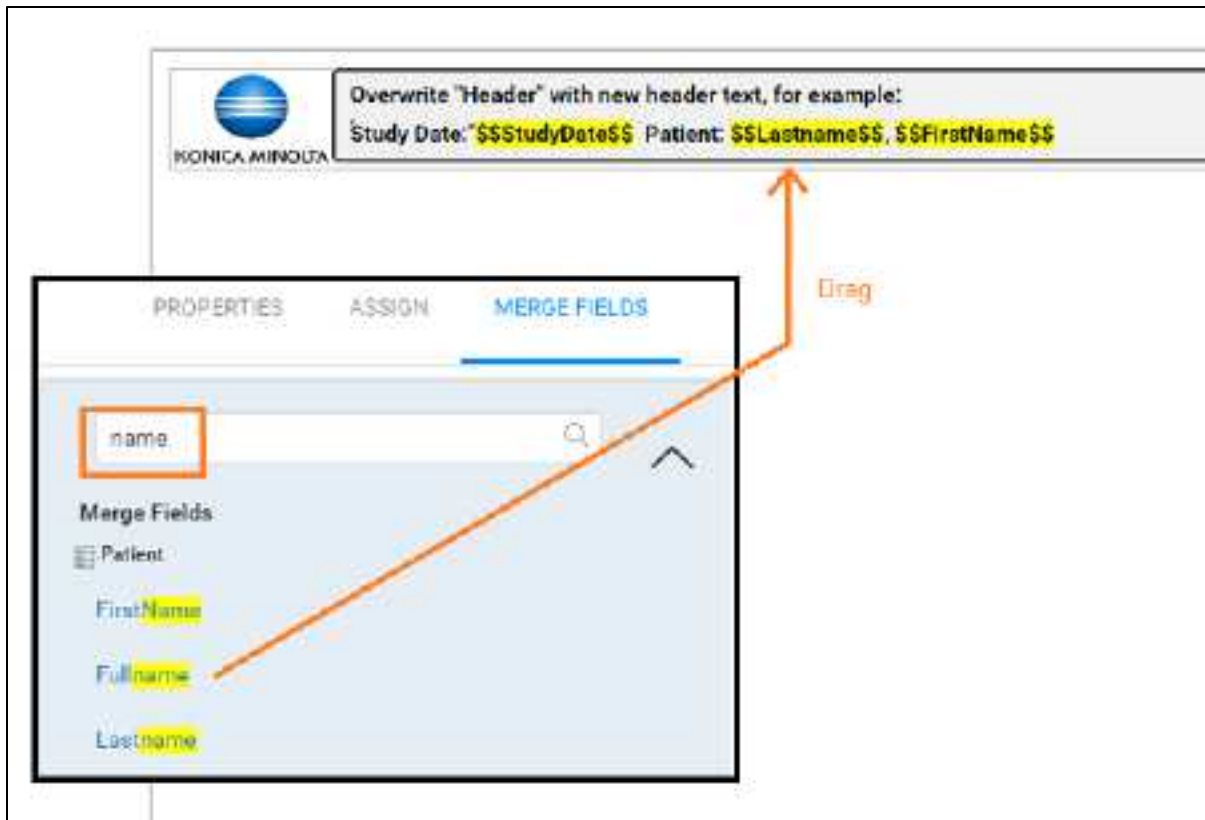 Overwrite "Header" with new header text, for example:
Study Date:"$$StudyDate$$ Patient: $$Lastname$$, $$FirstName$$
KONICA MINOLTA
Drag
PROPERTIES ASSIGN MERGE FIELDS
name
Merge Fields
Patient
FirstName
Fullname
Lastname